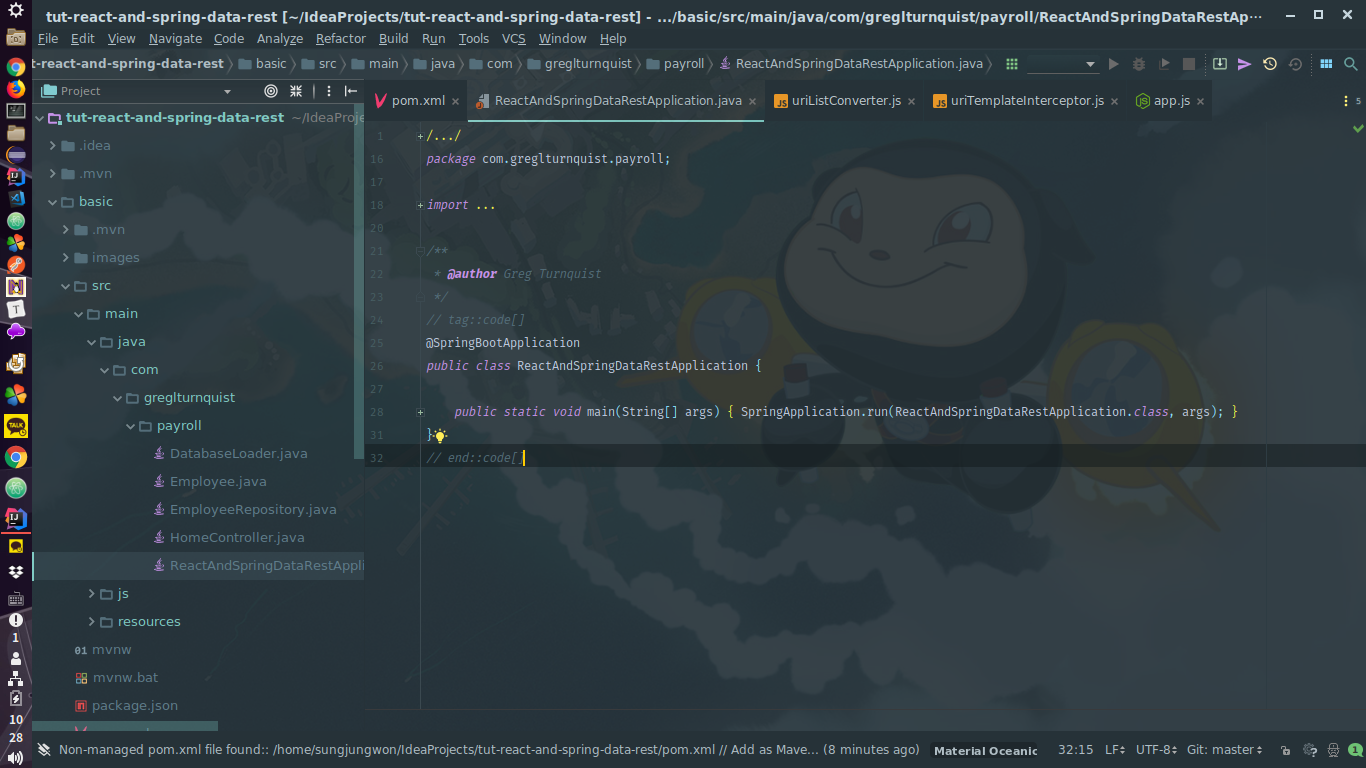 tut-react-and-spring-data-rest [~/IdeaProjects/tut-react-and-spring-data-rest] - .../basic/src/main/java/com/greglturnquist/payroll/ReactAndSpringDataRestAp···
File Edit View Navigate Code Analyze Refactor Build Run Tools VCS Window Help
t-react-and-spring-data-rest basic src main java com greglturnquist payroll ReactAndSpringDataRestApplication.java
Project
pom.xml ReactAndSpringDataRestApplication.java uriListConverter.js uriTemplateInterceptor.js app.js 5
tut-react-and-spring-data-rest ~/IdeaProje
.idea
.mvn
basic
.mvn
images
src
main
java
com
greglturnquist
payroll
DatabaseLoader.java
Employee.java
EmployeeRepository.java
HomeController.java
ReactAndSpringDataRestAppli
js
resources
mvnw
mvnw.bat
package.json
1 /.../
16 package com.greglturnquist.payroll;
17
18 import ...
20
21 /**
22 * @author Greg Turnquist
23 */
24 // tag::code[]
25 @SpringBootApplication
26 public class ReactAndSpringDataRestApplication {
27
28 public static void main(String[] args) { SpringApplication.run(ReactAndSpringDataRestApplication.class, args); }
31 }
32 // end::code[]
Non-managed pom.xml file found:: /home/sungjungwon/IdeaProjects/tut-react-and-spring-data-rest/pom.xml // Add as Mave... (8 minutes ago) Material Oceanic 32:15 LF UTF-8 Git: master 1
TALK
1
10
28